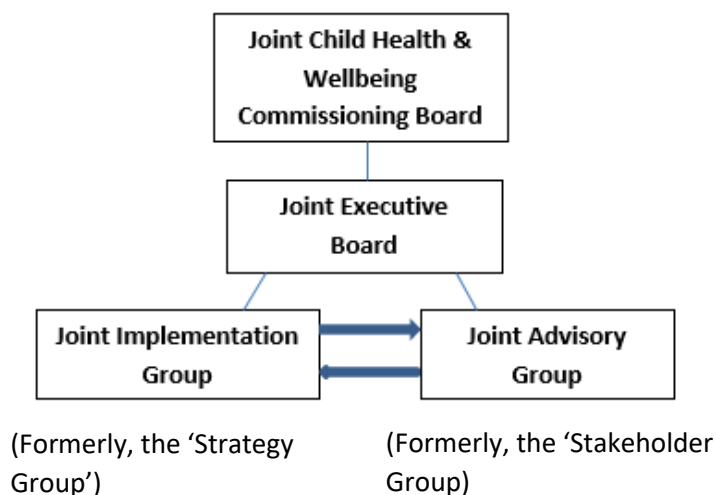 Joint Child Health &
Wellbeing
Commissioning Board
Joint Executive
Board
Joint Implementation
Group
Joint Advisory
Group
(Formerly, the ‘Strategy
Group’)
(Formerly, the ‘Stakeholder
Group)